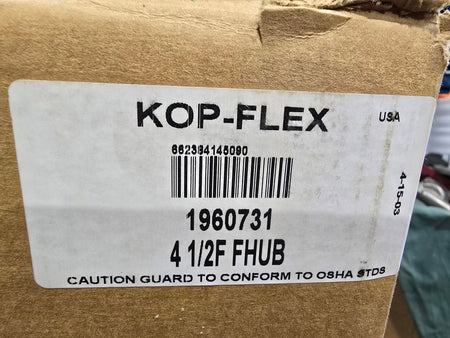 KOP-FLEX
USA
662384145090
4-15-03
1960731
4 1/2F FHUB
CAUTION GUARD TO CONFORM TO OSHA STDS